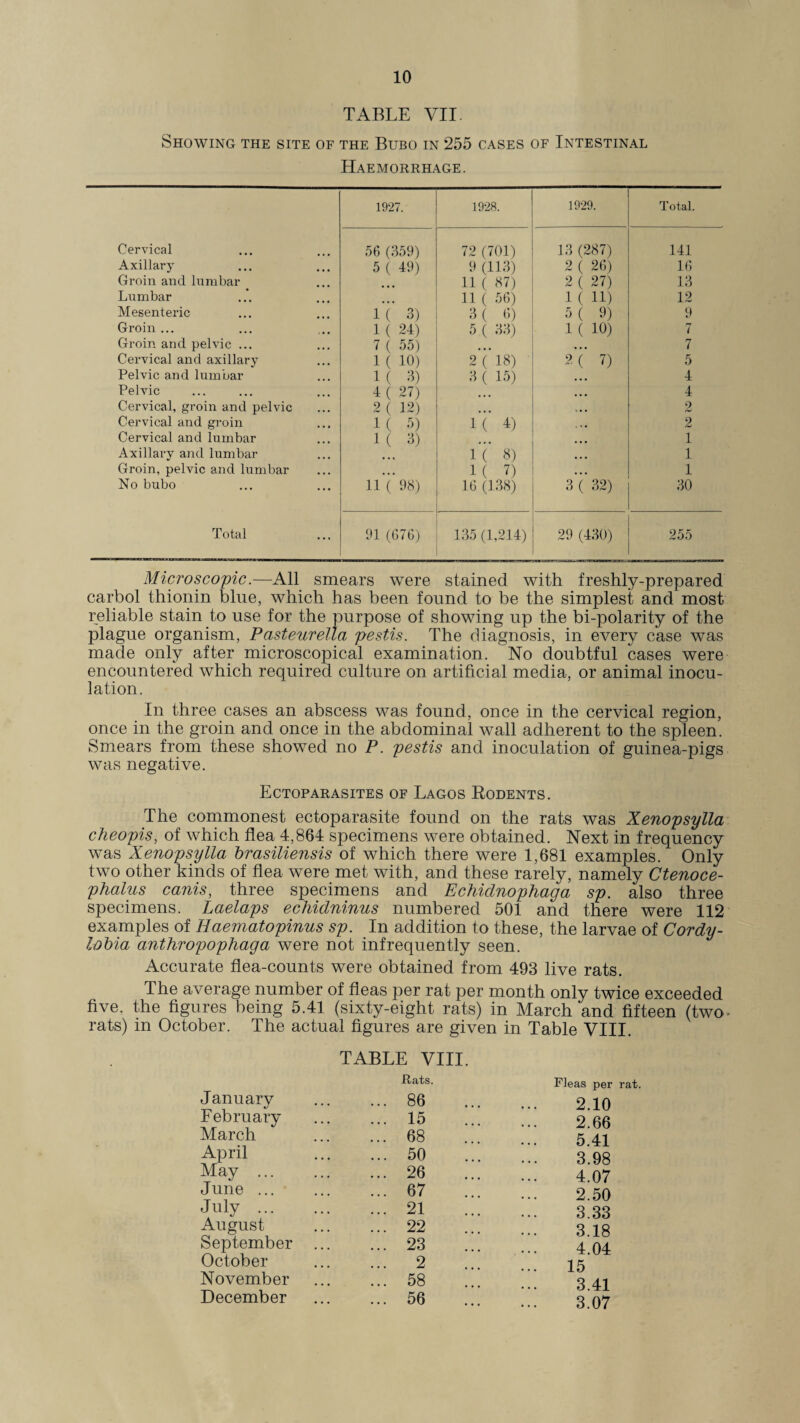 10
TABLE VII.
Showing the site of the Bubo in 255 cases of Intestinal
Haemorrhage.
1927. 1928. 1929. Total.
Cervical ... ... 56 (359) 72 (701) 13 (287) 141
Axillary ... ... 5 ( 49) 9 (113) 2 ( 26) 16
Groin and lumbar ... ... 11 ( 87) 2 ( 27) 13
Lumbar ... ... ... 11 ( 56) 1 ( 11) 12
Mesenteric ... ... 1 ( 3) 3 ( 6) 5 ( 9) 9
Groin ... ... ... 1 ( 24) 5 ( 33) 1 ( 10) 7
Groin and pelvic ... ... 7 ( 55) ... ... 7
Cervical and axillary ... 1 ( 10) 2 ( 18) 2 ( 7) 5
Pelvic and lumbar ... 1 ( 3) 3 ( 15) ... 4
Pelvic ... ... ... 4 ( 27) ... ... 4
Cervical, groin and pelvic ... 2 ( 12) ... ... 2
Cervical and groin ... 1 ( 5) 1 ( 4) ... 2
Cervical and lumbar ... 1 ( 3) ... ... 1
Axillary and lumbar ... ... 1 ( 8) ... 1
Groin, pelvic and lumbar ... ... 1 ( 7) ... 1
No bubo ... ... 11 ( 98) 16 (138) 3 ( 32) 30
Total ... 91 (676) 135 (1,214) 29 (430) 255
Microscopic.—All smears were stained with freshly-prepared
carbol thionin blue, which has been found to be the simplest and most
reliable stain to use for the purpose of showing up the bi-polarity of the
plague organism, Pasteurella pestis. The diagnosis, in every case was
made only after microscopical examination. No doubtful cases were
encountered which required culture on artificial media, or animal inocu-
lation.
In three cases an abscess was found, once in the cervical region,
once in the groin and once in the abdominal wall adherent to the spleen.
Smears from these showed no P. pestis and inoculation of guinea-pigs
was negative.
Ectoparasites of Lagos Rodents.
The commonest ectoparasite found on the rats was Xenopsylla
cheopis, of which flea 4,864 specimens were obtained. Next in frequency
was Xenopsylla brasiliensis of which there were 1,681 examples. Only
two other kinds of flea were met with, and these rarely, namely Ctenoce-
phalus canis, three specimens and Echidnophaga sp. also three
specimens. Laelaps echidninus numbered 501 and there were 112
examples of Haematopinus sp. In addition to these, the larvae of Cordy-
lobia anthropophaga were not infrequently seen.
Accurate flea-counts were obtained from 493 live rats.
The average number of fleas per rat per month only twice exceeded
five, the figures being 5.41 (sixty-eight rats) in March and fifteen (two
rats) in October. The actual figures are given in Table VIII.
TABLE VIII.
Rats. Fleas per rat.
January ... ... 86 ... ... 2.10
February ... ... 15 ... ... 2.66
March ... ... 68 ... ... 5.41
April ... ... 50 ... ... 3.98
May ... ... ... 26 ... ... 4.07
June ... ... ... 67 ... ... 2.50
July ... ... ... 21 ... ... 3.33
August ... ... 22 ... ... 3.18
September ... ... 23 ... ... 4.04
October ... ... 2 ... ... 15
November ... ... 58 ... ... 3.41
December ... ... 56 ... ... 3.07